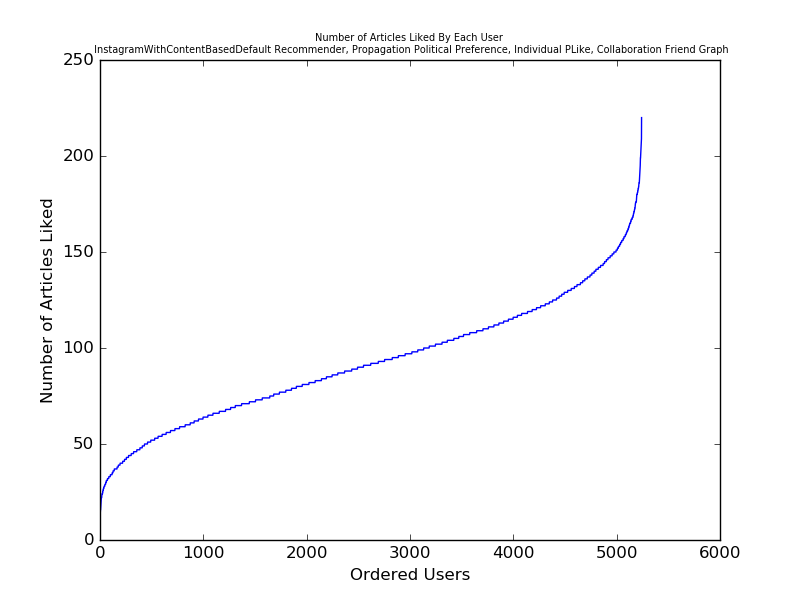 Number of Articles Liked By Each User
InstagramWithContentBasedDefault Recommender, Propagation Political Preference, Individual PLike, Collaboration Friend Graph
250
200
150
100
50
0
Number of Articles Liked
0 1000 2000 3000 4000 5000 6000
Ordered Users